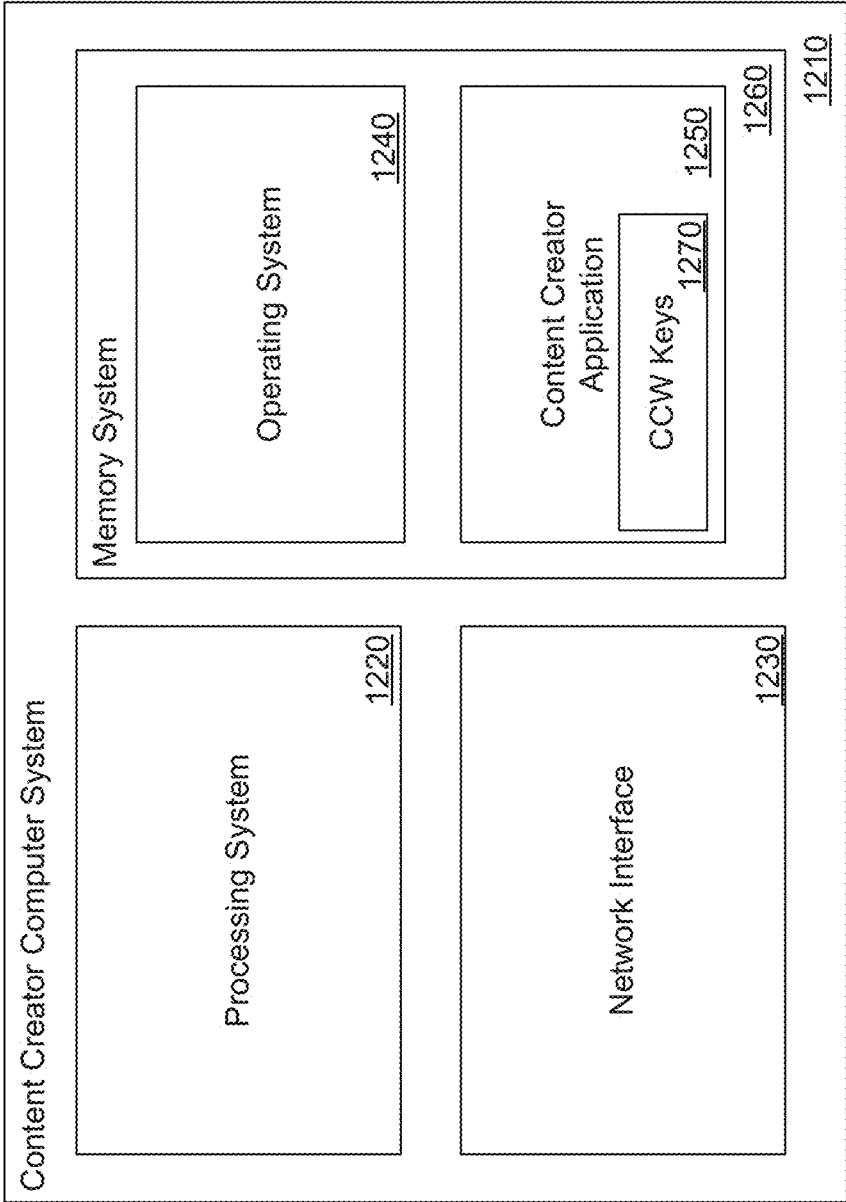 Content Creator Computer System
Processing System
1220
Network Interface
1230
Memory System
Operating System
1240
Content Creator
Application
CCW Keys
1270
1250
1260
1210